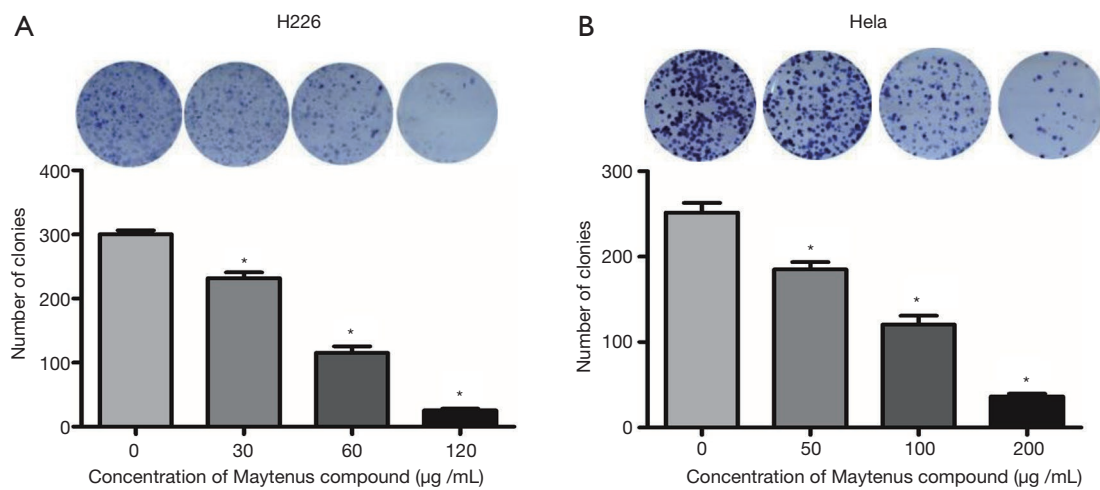 A
H226
400
300
200
100
0
Number of clonies
*
*
*
0 30 60 120
Concentration of Maytenus compound (µg /mL)
B
Hela
300
200
100
0
Number of clonies
*
*
*
0 50 100 200
Concentration of Maytenus compound (µg /mL)